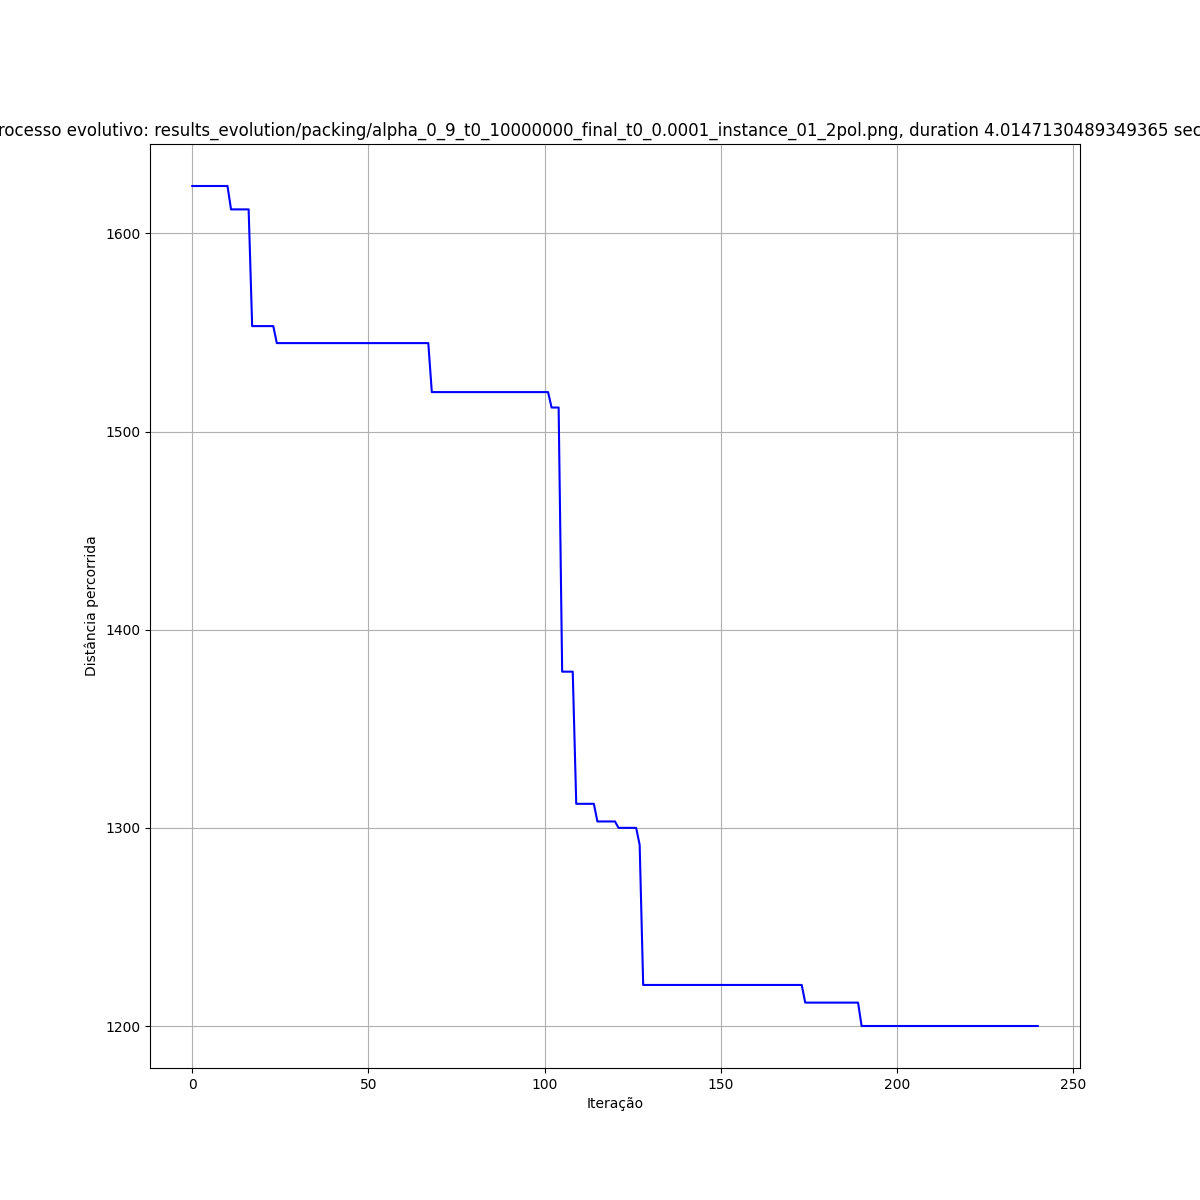 rocesso evolutivo: results_evolution/packing/alpha_0_9_t0_10000000_final_t0_0.0001_instance_01_2pol.png, duration 4.0147130489349365 sec
1600
1500
1400
1300
1200
Distância percorrida
0 50 100 150 200 250
Iteração